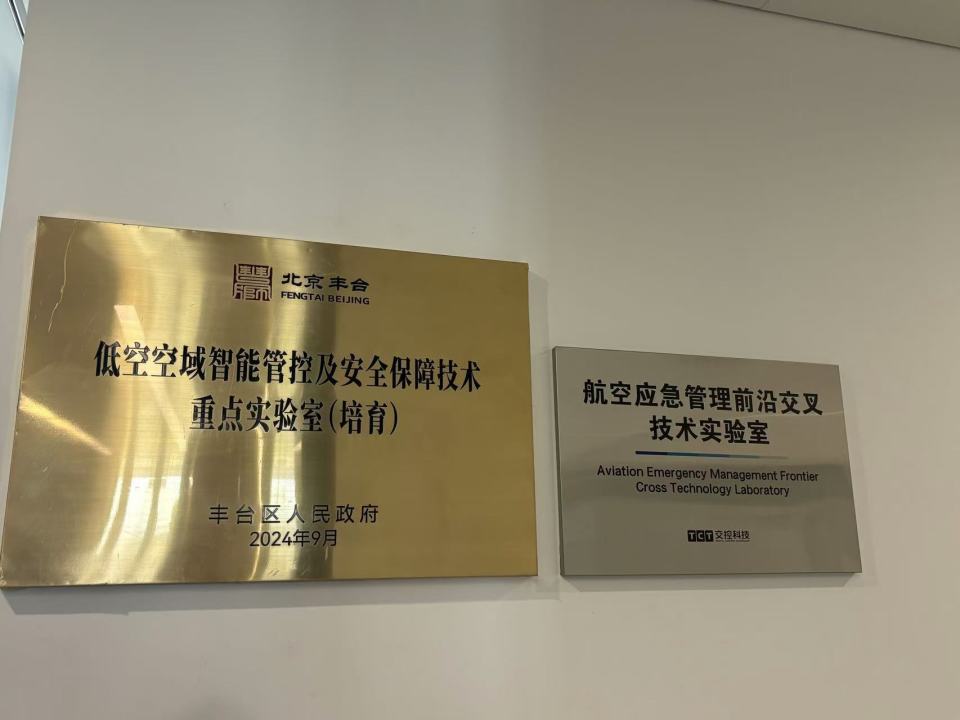 北京丰台
FENGTAI BEIJING
低空空域智能管控及安全保障技术
重点实验室(培育)
丰台区人民政府
2024年9月
航空应急管理前沿交叉
技术实验室
Aviation Emergency Management Frontier
Cross Technology Laboratory
TCT 交控科技